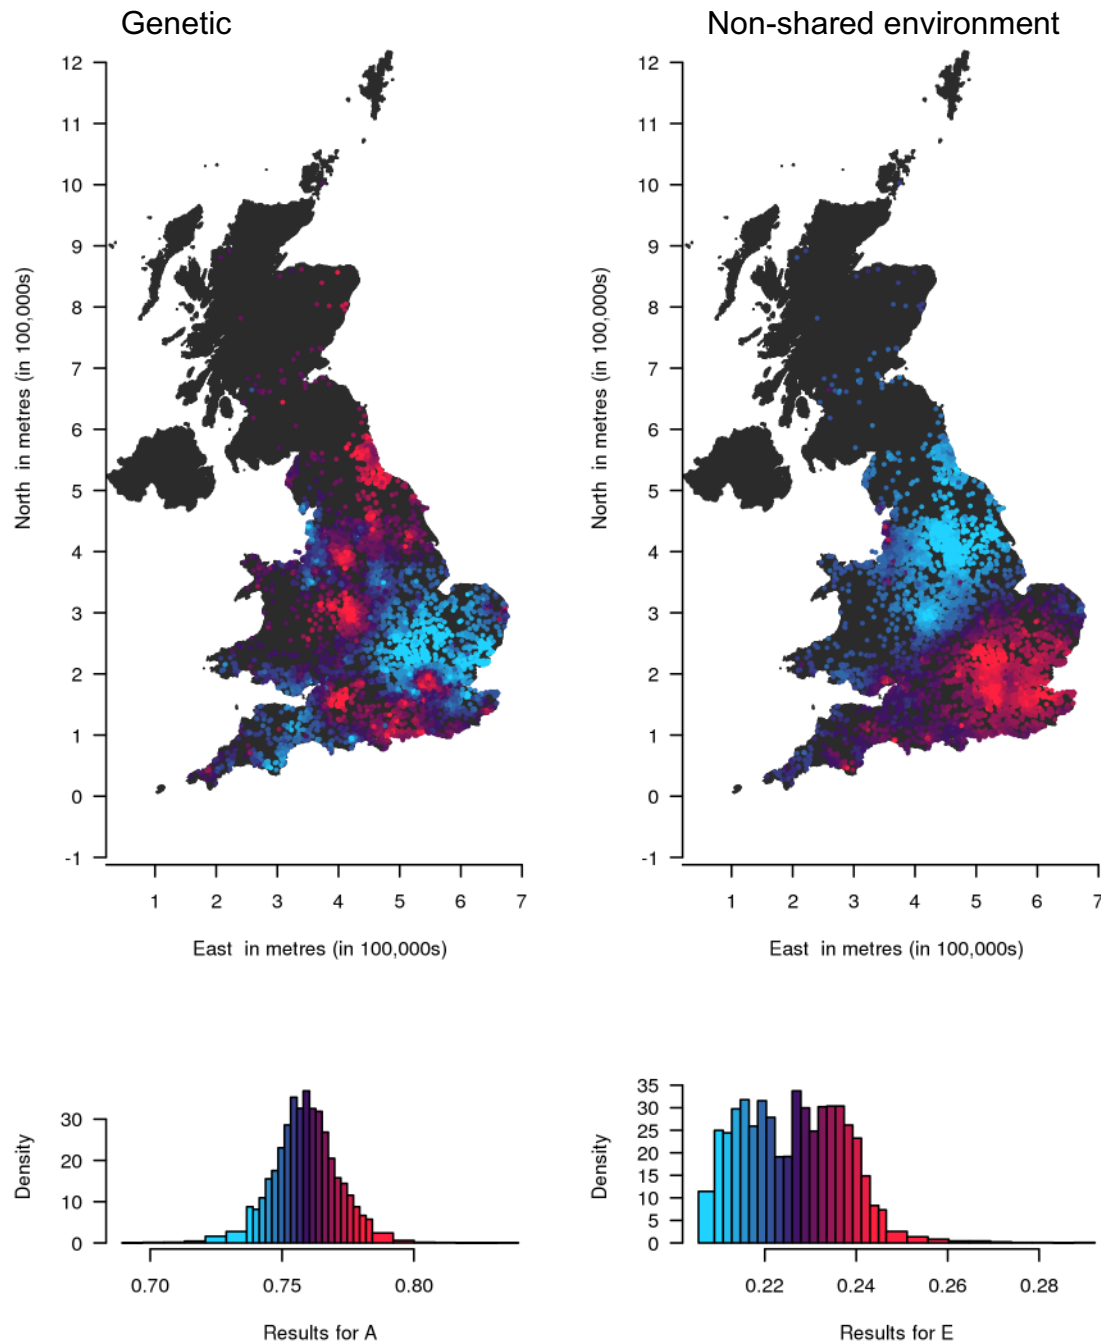 Genetic
Non-shared environment
12
11
10
9
8
7
6
5
4
3
2
1
0
-1
North in metres (in 100,000s)
1 2 3 4 5 6 7
East in metres (in 100,000s)
12
11
10
9
8
7
6
5
4
3
2
1
0
-1
North in metres (in 100,000s)
1 2 3 4 5 6 7
East in metres (in 100,000s)
30
20
10
0
Density
0.70 0.75 0.80
Results for A
35
30
25
20
15
10
5
0
Density
0.22 0.24 0.26 0.28
Results for E